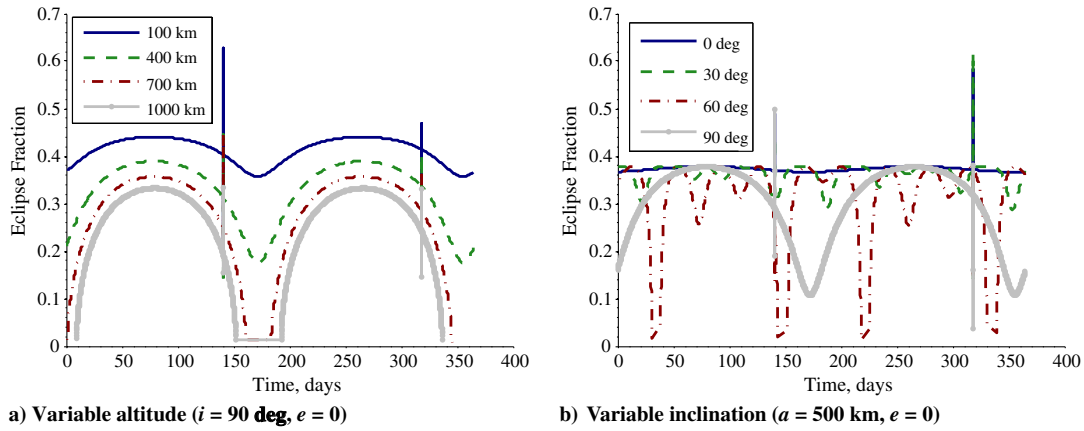 0.7
0.6
0.5
0.4
0.3
0.2
0.1
0
Eclipse Fraction
100 km
400 km
700 km
1000 km
0 50 100 150 200 250 300 350 400
Time, days
a) Variable altitude (i = 90 deg, e = 0)
0.7
0.6
0.5
0.4
0.3
0.2
0.1
0
Eclipse Fraction
0 deg
30 deg
60 deg
90 deg
0 50 100 150 200 250 300 350 400
Time, days
b) Variable inclination (a = 500 km, e = 0)